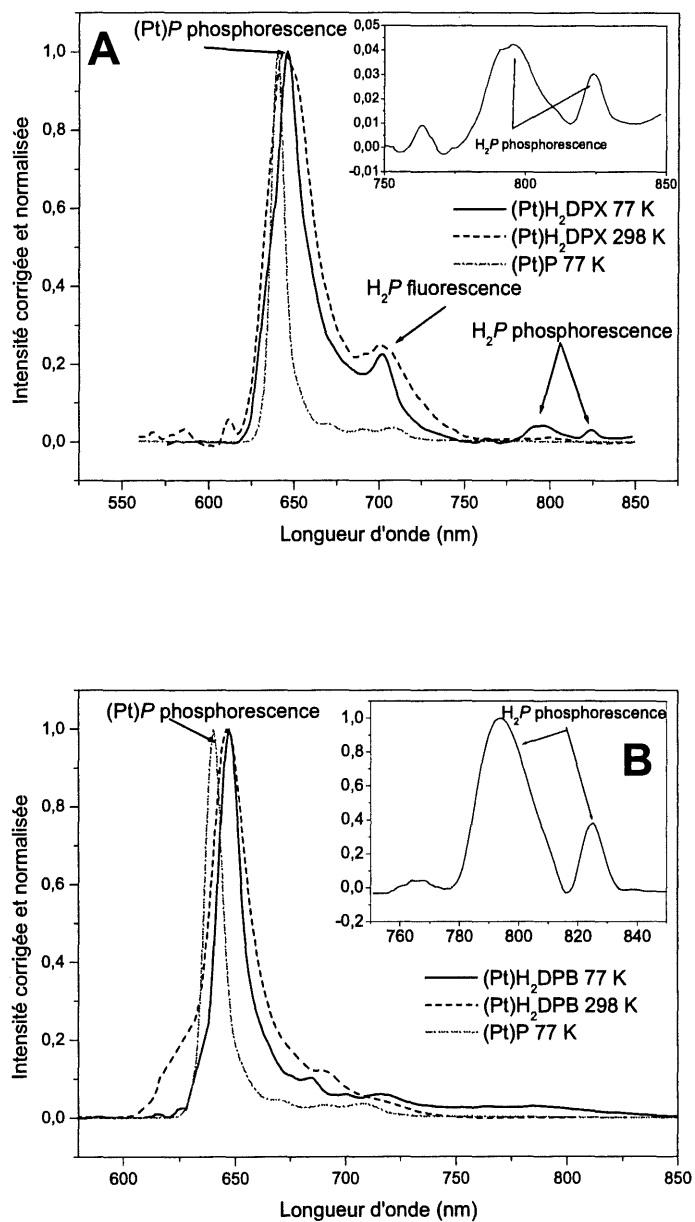 A
(Pt)P phosphorescence
Intensité corrigée et normalisée
1,0
0,8
0,6
0,4
0,2
0,0
0,05
0,04
0,03
0,02
0,01
0,00
-0,01
750
800
850
H2P phosphorescence
(Pt)H2DPX 77 K
(Pt)H2DPX 298 K
(Pt)P 77 K
H2P fluorescence
H2P phosphorescence
550
600
650
700
750
800
850
Longueur d'onde (nm)
(Pt)P phosphorescence
Intensité corrigée et normalisée
1,0
0,8
0,6
0,4
0,2
0,0
H2P phosphorescence
B
1,0
0,8
0,6
0,4
0,2
0,0
-0,2
760
780
800
820
840
(Pt)H2DPB 77 K
(Pt)H2DPB 298 K
(Pt)P 77 K
600
650
700
750
800
850
Longueur d'onde (nm)